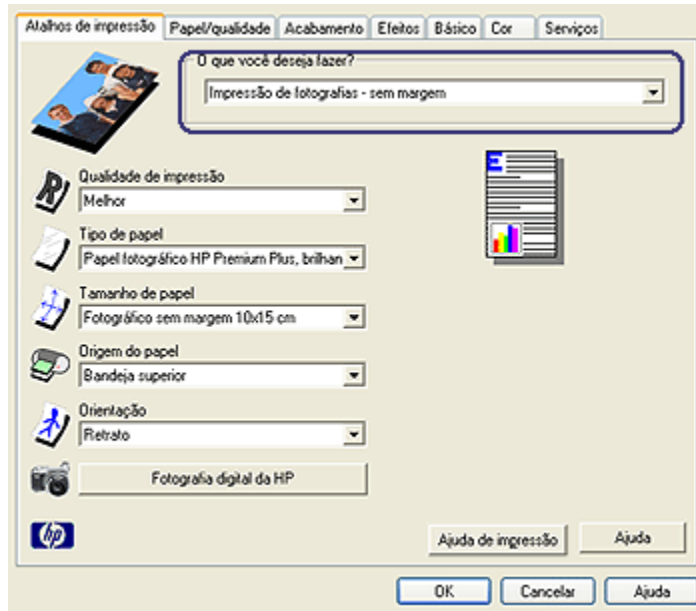 Atalhos de impressão Papel/qualidade Acabamento Efeitos Básico Cor Serviços
O que você deseja fazer?
Impressão de fotografias - sem margem
Qualidade de impressão
Melhor
Tipo de papel
Papel fotográfico HP Premium Plus, brilhan
Tamanho de papel
Fotográfico sem margem 10x15 cm
Origem do papel
Bandeja superior
Orientação
Retrato
Fotografia digital da HP
hp
Ajuda de impressão Ajuda
OK Cancelar Ajuda